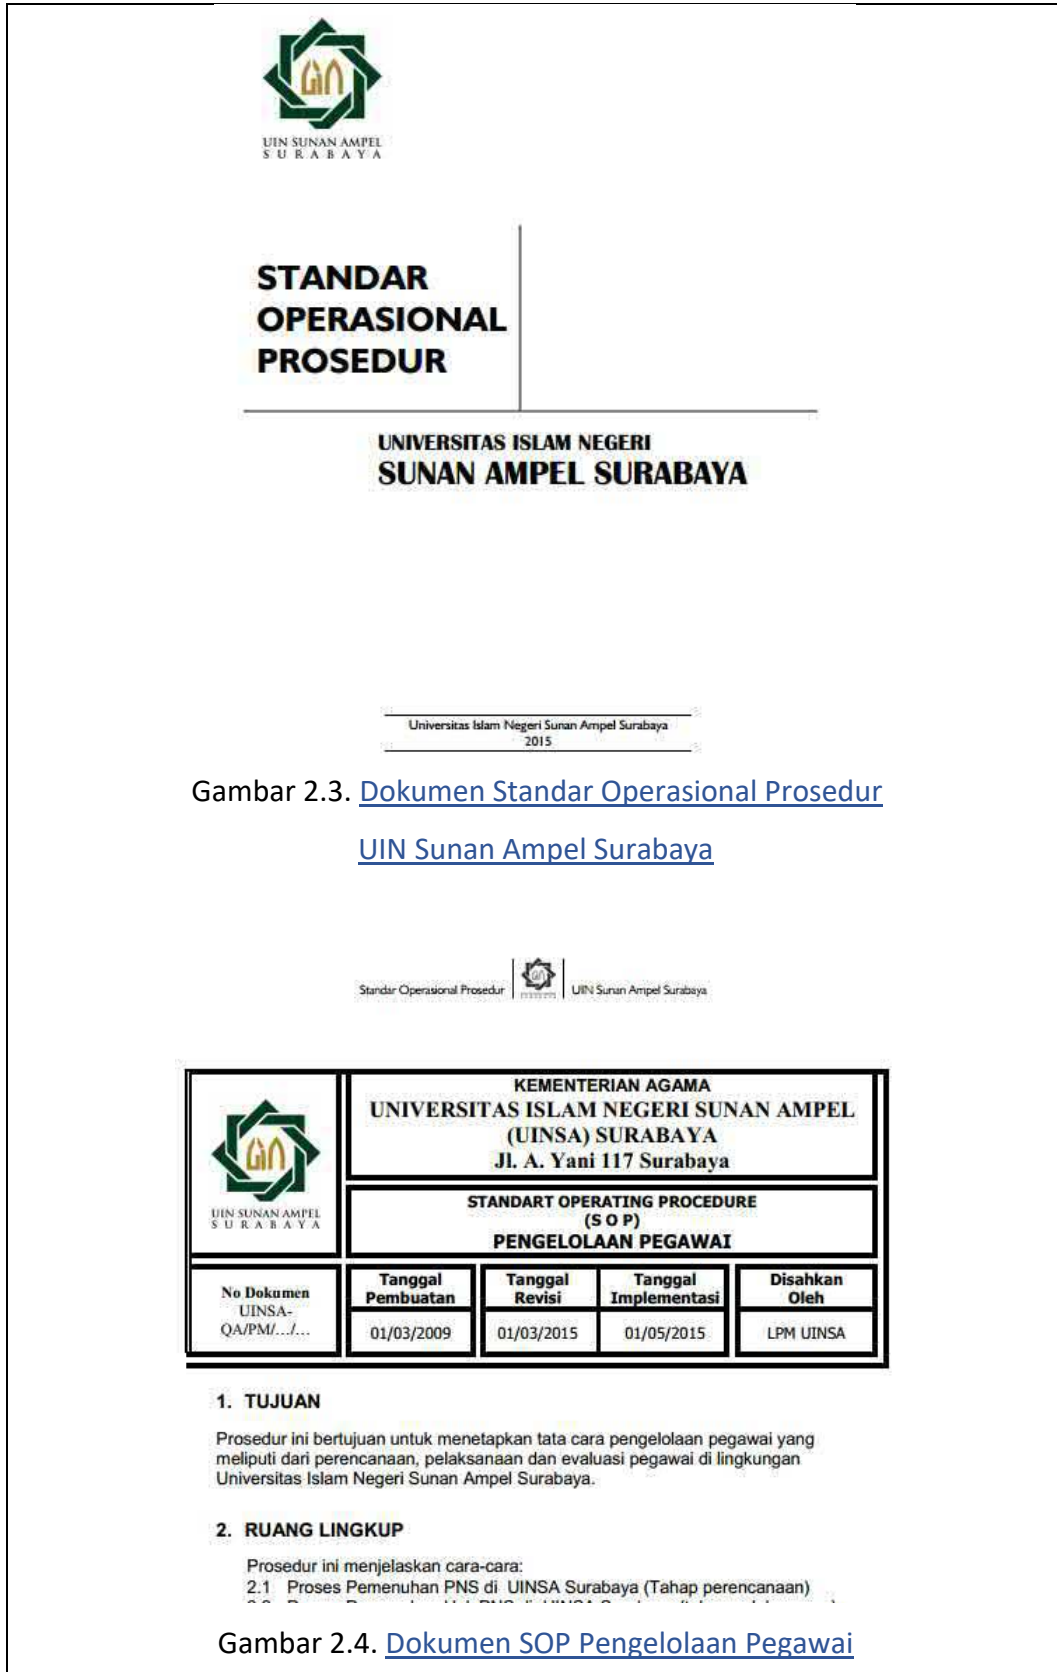 UIN SUNAN AMPEL
S U R A B A Y A
STANDAR
OPERASIONAL
PROSEDUR
UNIVERSITAS ISLAM NEGERI
SUNAN AMPEL SURABAYA
Universitas Islam Negeri Sunan Ampel Surabaya
2015
Gambar 2.3. Dokumen Standar Operasional Prosedur
UIN Sunan Ampel Surabaya
Standar Operasional Prosedur
UIN Sunan Ampel Surabaya
UIN SUNAN AMPEL
S U R A B A Y A
KEMENTERIAN AGAMA
UNIVERSITAS ISLAM NEGERI SUNAN AMPEL
(UINSA) SURABAYA
Jl. A. Yani 117 Surabaya
STANDART OPERATING PROCEDURE
(S O P)
PENGELOLAAN PEGAWAI
No Dokumen
UINSA-
QA/PM/.../...
Tanggal
Pembuatan
Tanggal
Revisi
Tanggal
Implementasi
Disahkan
Oleh
01/03/2009
01/03/2015
01/05/2015
LPM UINSA
1. TUJUAN
Prosedur ini bertujuan untuk menetapkan tata cara pengelolaan pegawai yang
meliputi dari perencanaan, pelaksanaan dan evaluasi pegawai di lingkungan
Universitas Islam Negeri Sunan Ampel Surabaya.
2. RUANG LINGKUP
Prosedur ini menjelaskan cara-cara:
2.1 Proses Pemenuhan PNS di UINSA Surabaya (Tahap perencanaan)
Gambar 2.4. Dokumen SOP Pengelolaan Pegawai